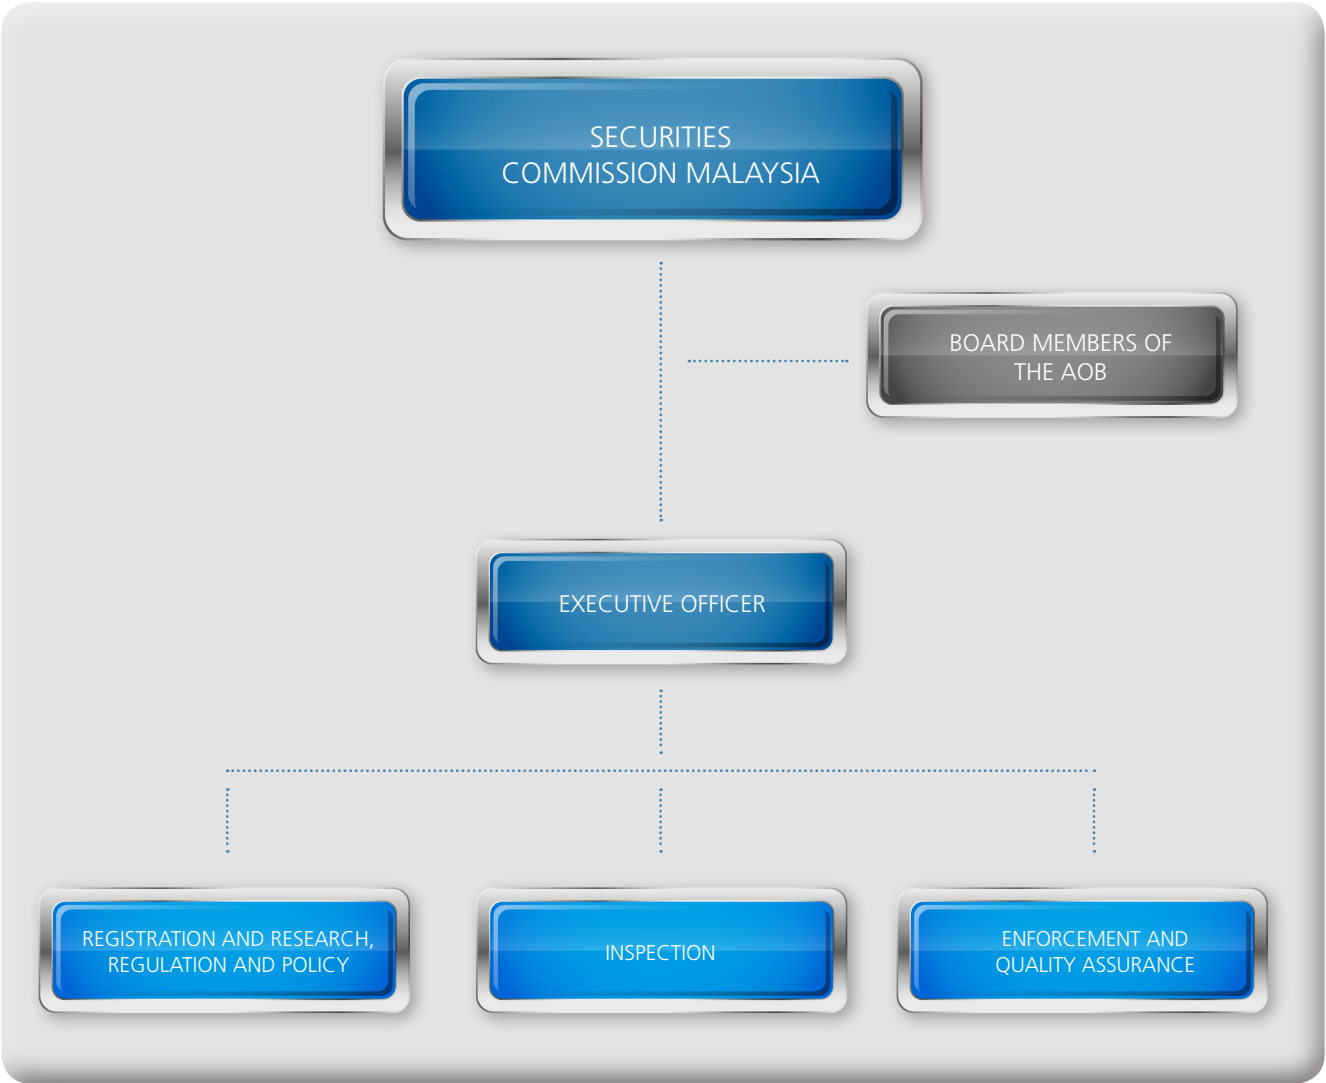 SECURITIES
COMMISSION MALAYSIA
BOARD MEMBERS OF
THE AOB
EXECUTIVE OFFICER
REGISTRATION AND RESEARCH,
REGULATION AND POLICY
INSPECTION
ENFORCEMENT AND
QUALITY ASSURANCE